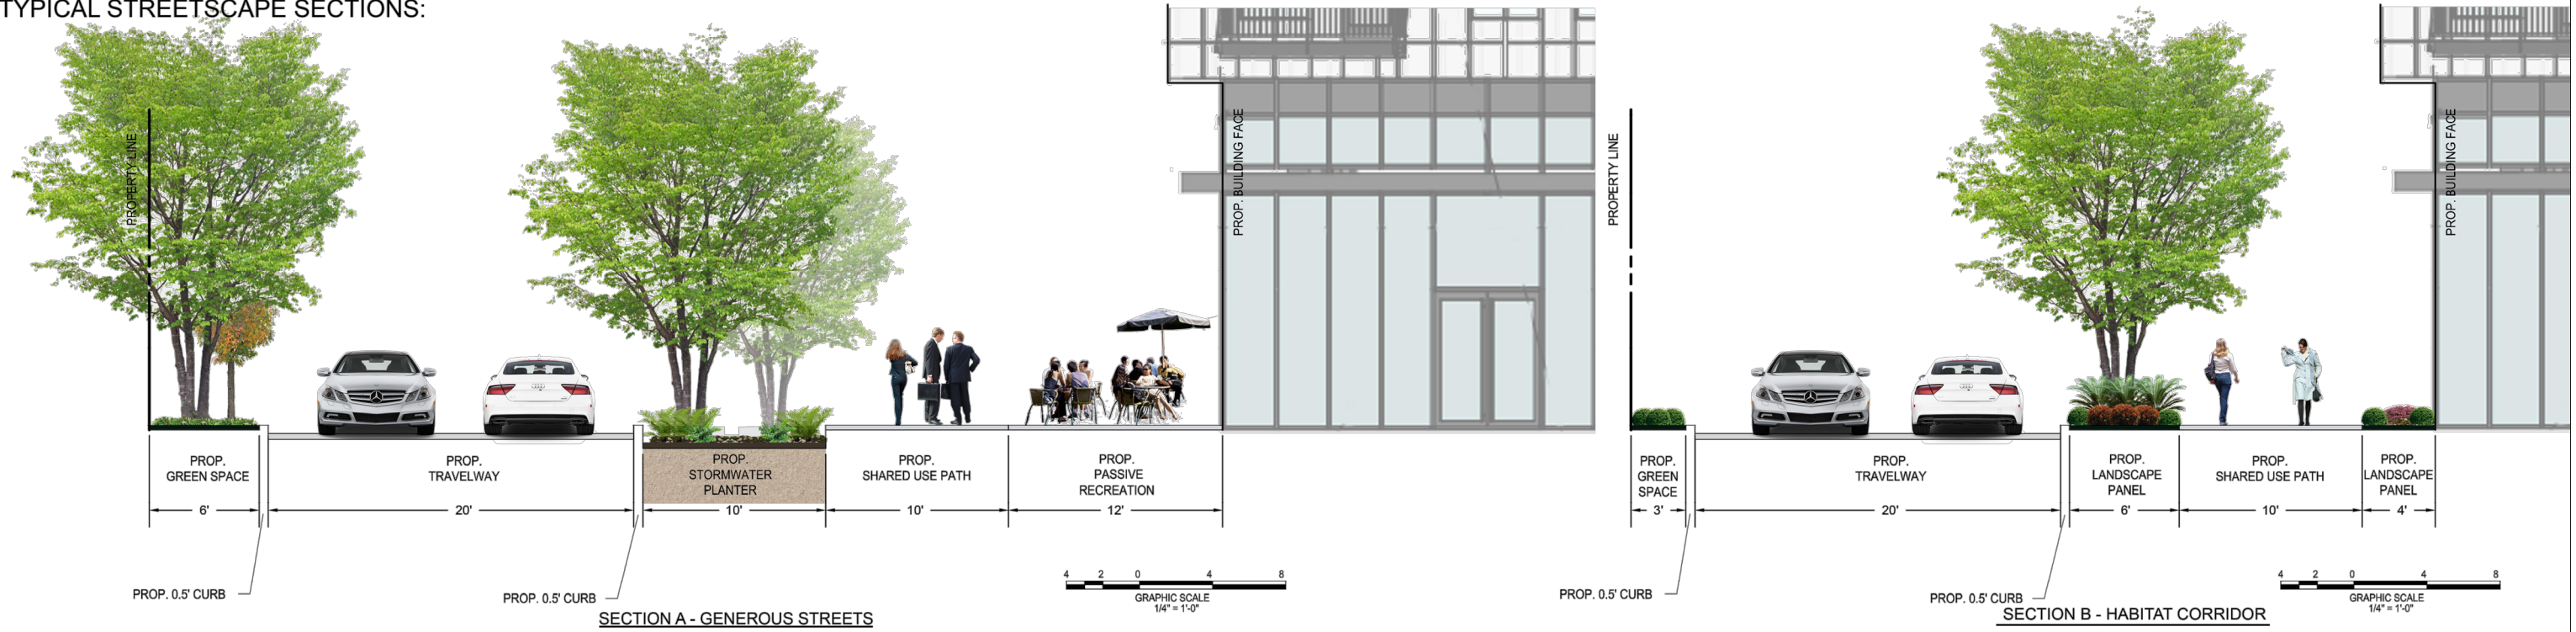 TYPICAL STREETSCAPE SECTIONS:
PROPERTY LINE
PROP. BUILDING FACE
PROP.
GREEN SPACE
6'
PROP.
TRAVELWAY
20'
PROP.
STORMWATER
PLANTER
10'
PROP.
SHARED USE PATH
10'
PROP.
PASSIVE
RECREATION
12'
PROP. 0.5' CURB
PROP. 0.5' CURB
4 2 0 4 8
GRAPHIC SCALE
1/4" = 1'-0"
SECTION A - GENEROUS STREETS
PROPERTY LINE
PROP. BUILDING FACE
PROP.
GREEN
SPACE
3'
PROP.
TRAVELWAY
20'
PROP.
LANDSCAPE
PANEL
6'
PROP.
SHARED USE PATH
10'
PROP.
LANDSCAPE
PANEL
4'
PROP. 0.5' CURB
PROP. 0.5' CURB
4 2 0 4 8
GRAPHIC SCALE
1/4" = 1'-0"
SECTION B - HABITAT CORRIDOR